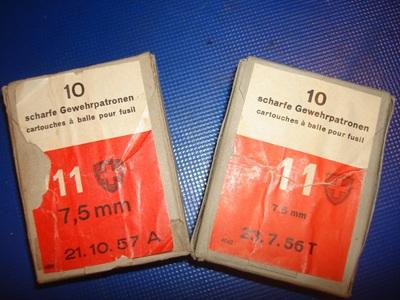 10
scharfe Gewehrpatronen
cartouches à balle pour fusil
11
7,5 mm
21.10.57 A
10
scharfe Gewehrpatronen
cartouches à balle pour fusil
11
7,5 mm
23.7.56 T